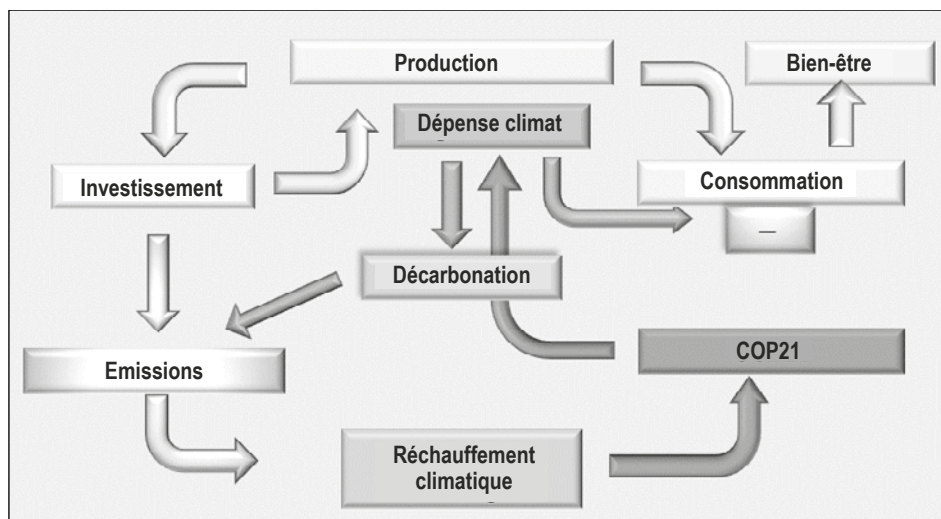 Production
Bien-être
Dépense climat
Investissement
Consommation
—
Décarbonation
COP21
Emissions
Réchauffement
climatique